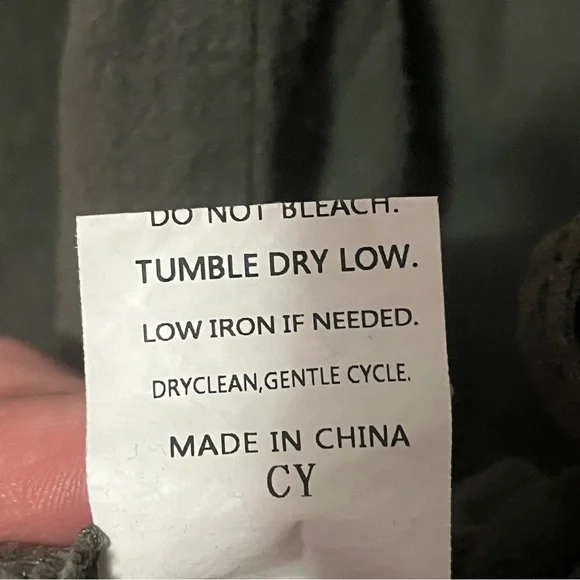 DO NOT BLEACH.
TUMBLE DRY LOW.
LOW IRON IF NEEDED.
DRYCLEAN,GENTLE CYCLE.
MADE IN CHINA
CY